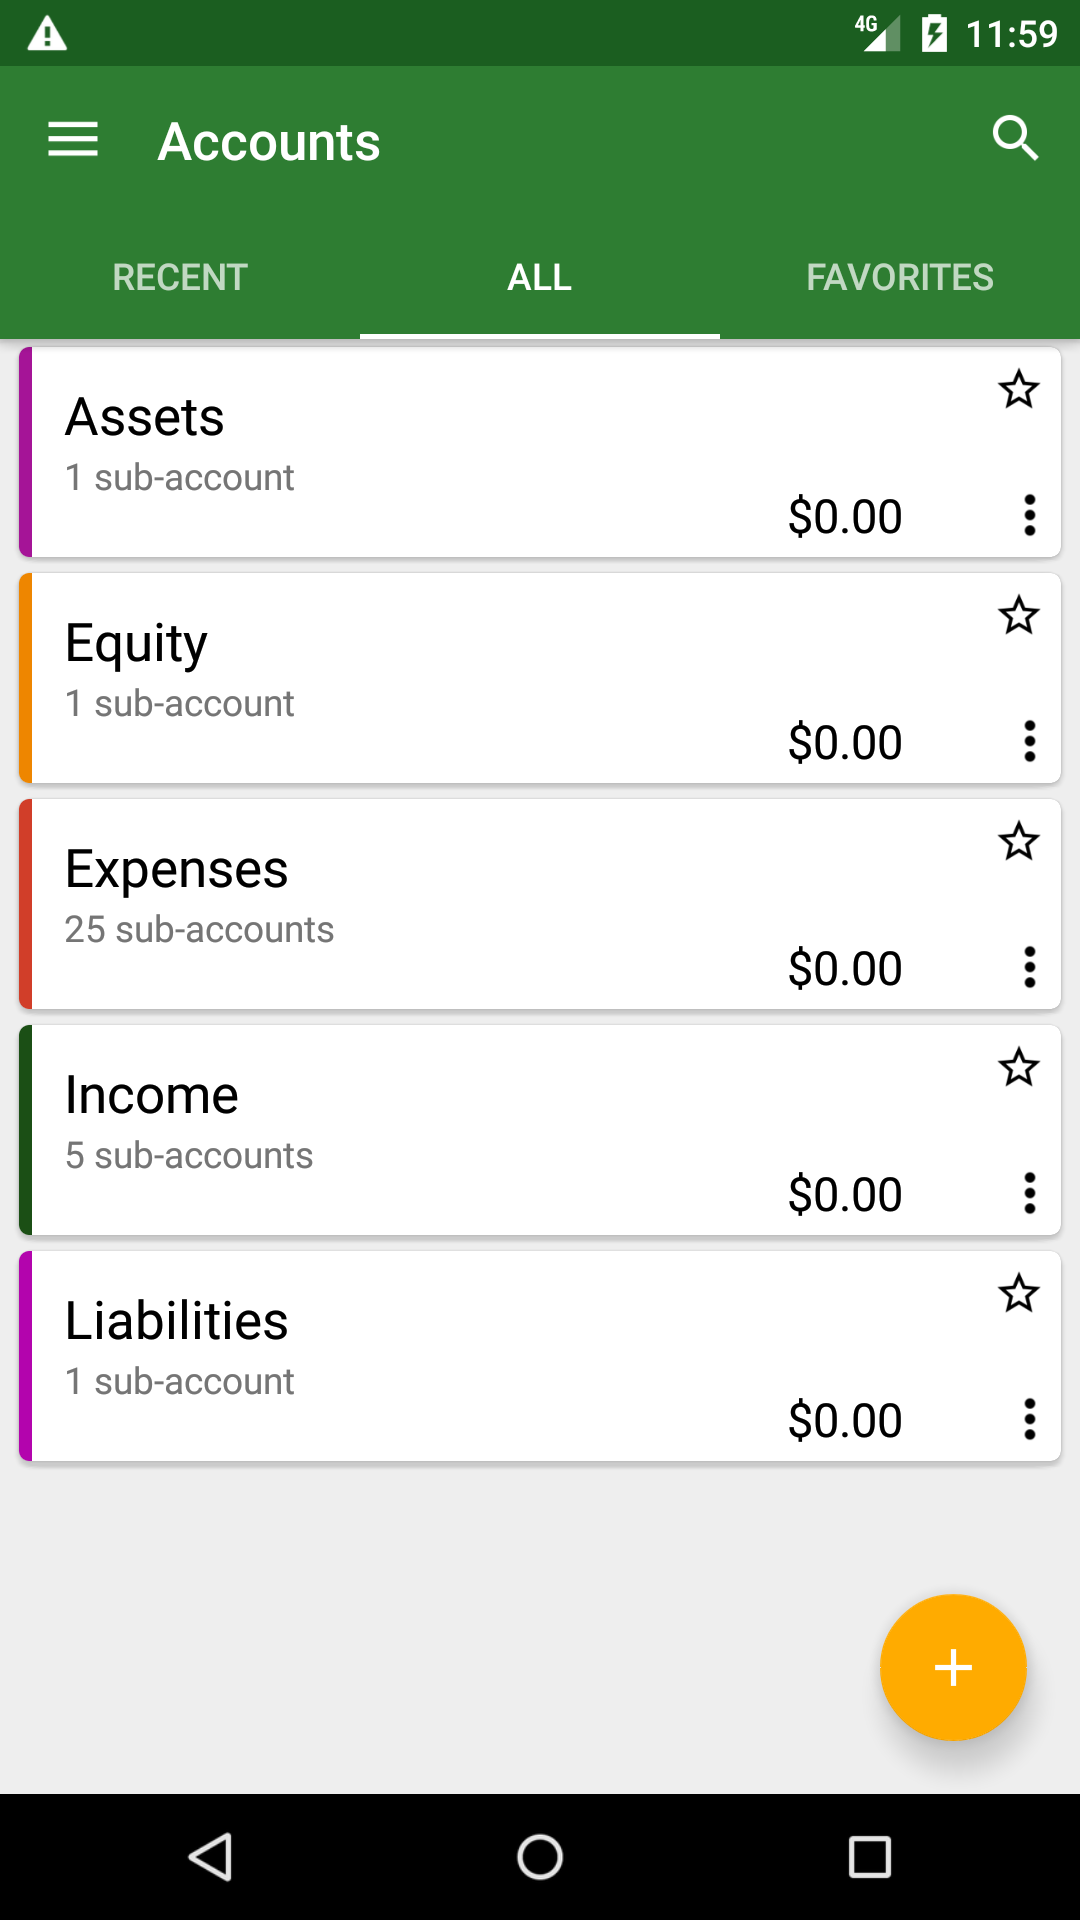 4G 11:59
Accounts
RECENT ALL FAVORITES
Assets
1 sub-account
$0.00
Equity
1 sub-account
$0.00
Expenses
25 sub-accounts
$0.00
Income
5 sub-accounts
$0.00
Liabilities
1 sub-account
$0.00